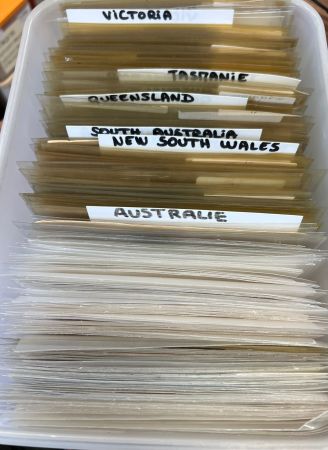 VICTORIA
TASMANIE
QUEENSLAND
SOUTH AUSTRALIA
NEW SOUTH WALES
AUSTRALIE